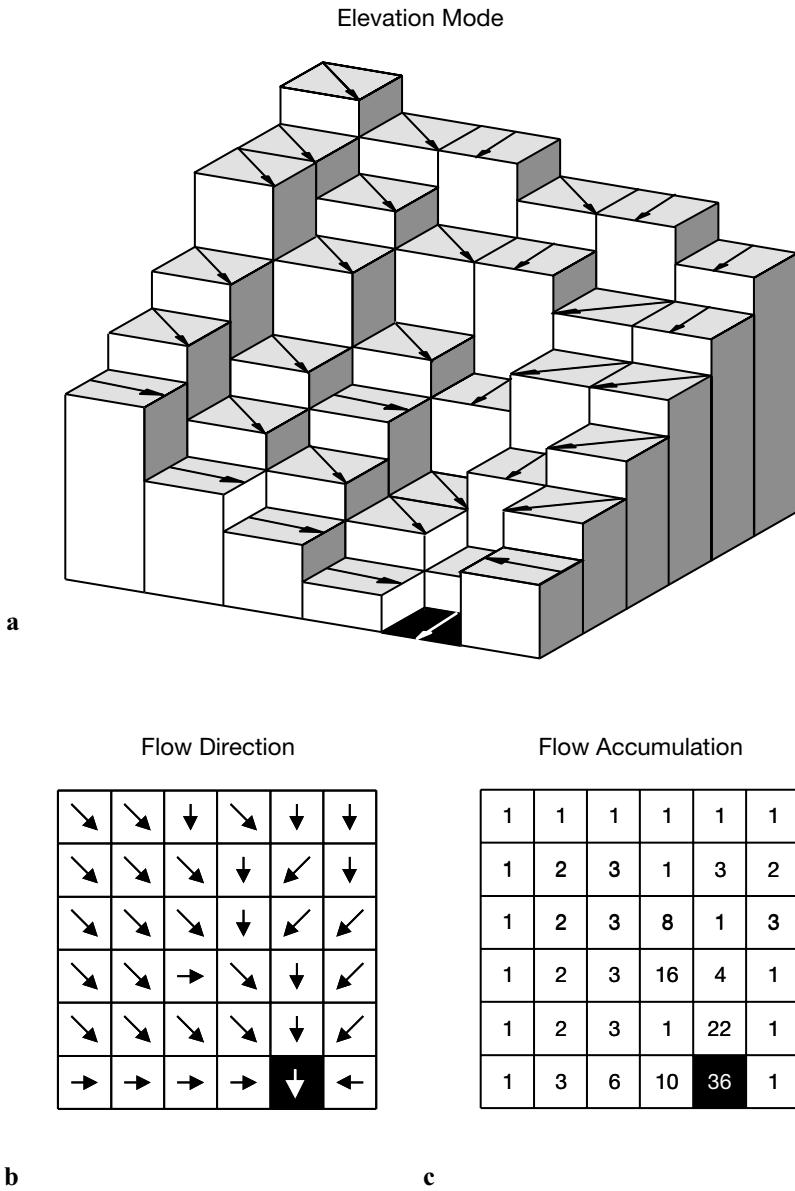 Elevation Mode
a
Flow Direction
Flow Accumulation
1 1 1 1 1 1
1 2 3 1 3 2
1 2 3 8 1 3
1 2 3 16 4 1
1 2 3 1 22 1
1 3 6 10 36 1
b
c